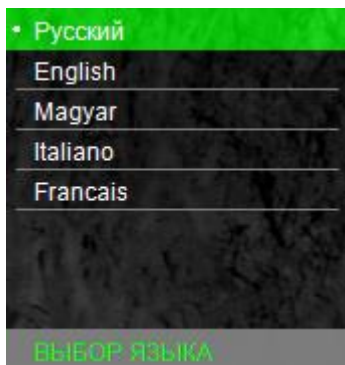 Русский
English
Magyar
Italiano
Francais
ВЫБОР ЯЗЫКА